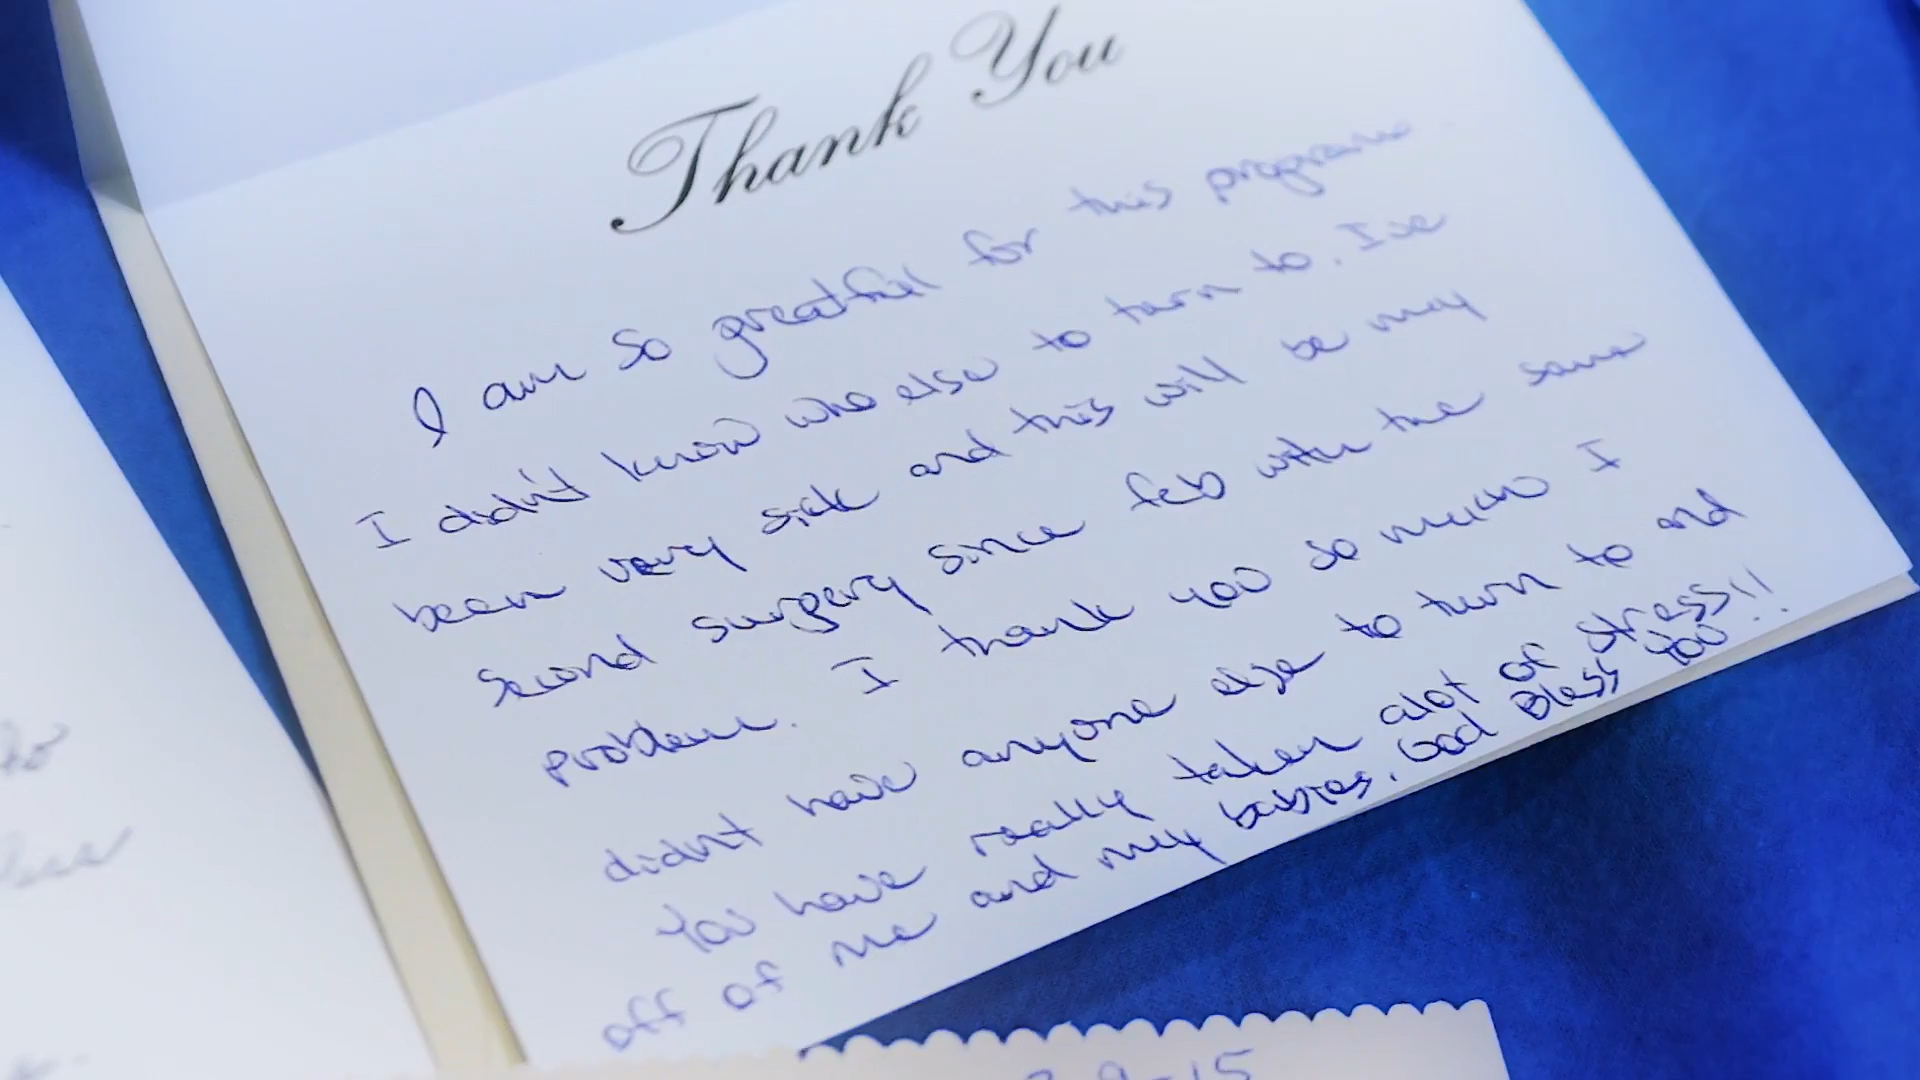 Thank You
I am so greatful for this program
I didn't know who else to turn to. I've
been very sick and this will be my
second surgery since feb with the same
problem. I thank you so much I
didn't have anyone else to turn to and
You have really taken alot of stress
off of me and my babies. God Bless You!!
to
9-15